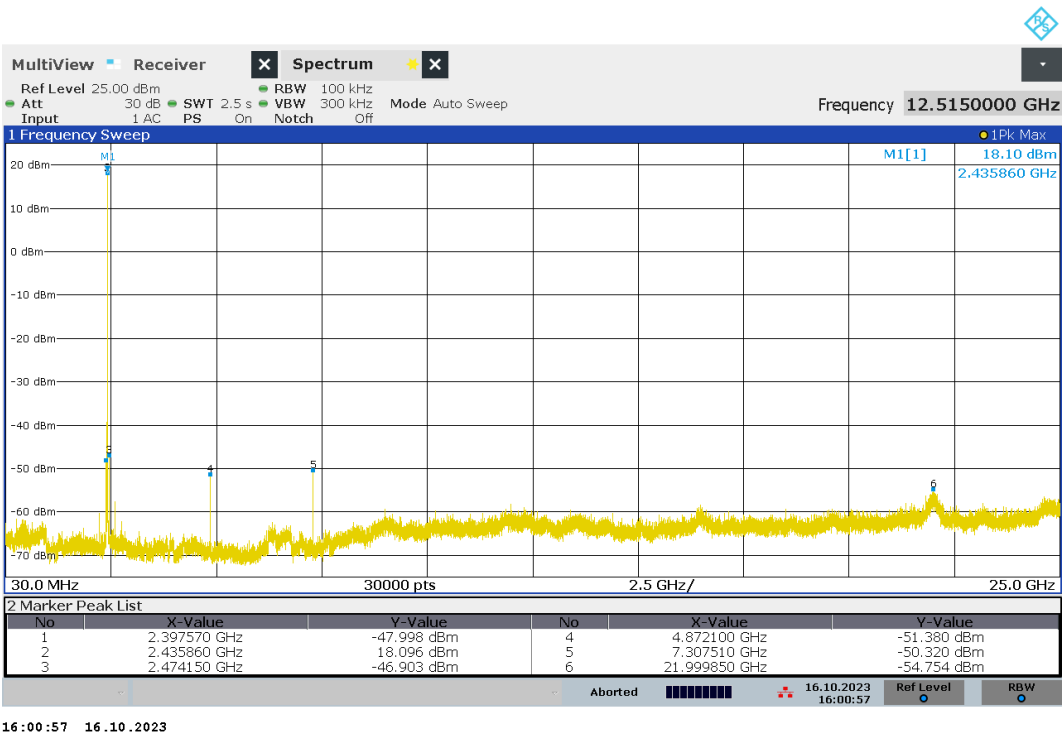 R&S
MultiView Receiver X Spectrum X
Ref Level 25.00 dBm RBW 100 kHz
Att 30 dB SWT 2.5 s VBW 300 kHz Mode Auto Sweep Frequency 12.5150000 GHz
Input 1 AC PS On Notch Off
1 Frequency Sweep 1Pk Max
M1 M1[1] 18.10 dBm
20 dBm 2.435860 GHz
10 dBm
0 dBm
-10 dBm
-20 dBm
-30 dBm
-40 dBm
3
-50 dBm 4 5
6
-60 dBm
-70 dBm
30.0 MHz 30000 pts 2.5 GHz/ 25.0 GHz
2 Marker Peak List
No X-Value Y-Value No X-Value Y-Value
1 2.397570 GHz -47.998 dBm 4 4.872100 GHz -51.380 dBm
2 2.435860 GHz 18.096 dBm 5 7.307510 GHz -50.320 dBm
3 2.474150 GHz -46.903 dBm 6 21.999850 GHz -54.754 dBm
Aborted 16.10.2023 Ref Level RBW
16:00:57
16:00:57 16.10.2023